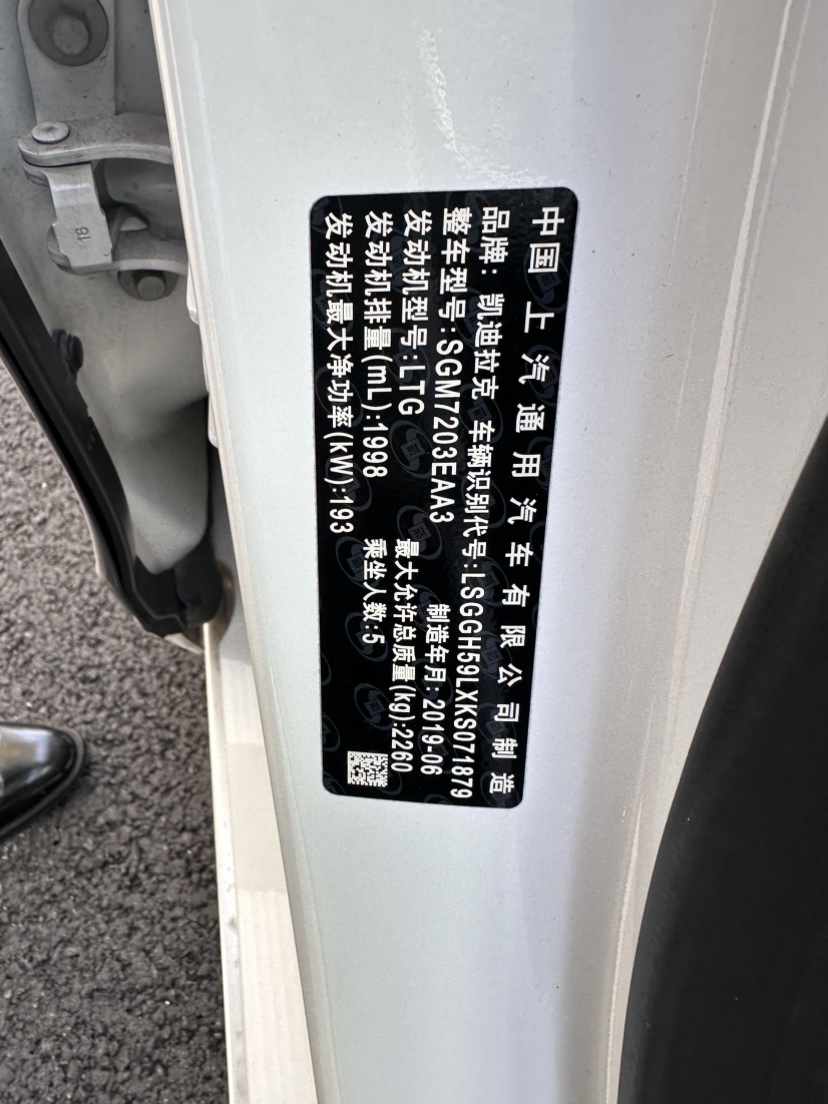 中国上汽通用汽车有限公司制造
品牌：凯迪拉克 车辆识别代号:LSGGH59LXKS071879
整车型号:SGM7203EAA3 制造年月:2019-06
发动机型号:LTG 最大允许总质量(kg):2260
发动机排量(mL):1998 乘坐人数:5
发动机最大净功率(kW):193
18